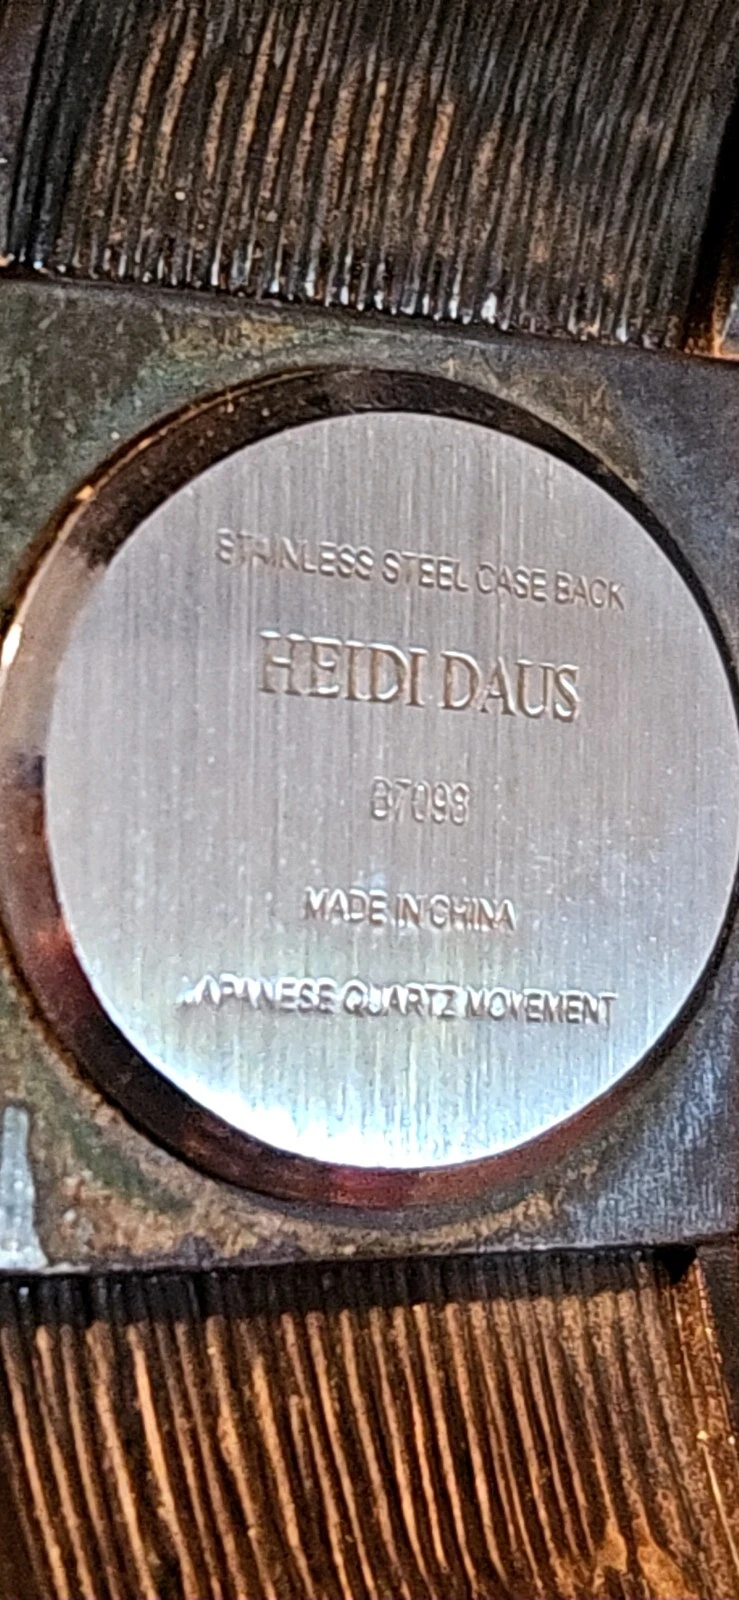 STAINLESS STEEL CASE BACK
HEIDI DAUS
B7098
MADE IN CHINA
JAPANESE QUARTZ MOVEMENT